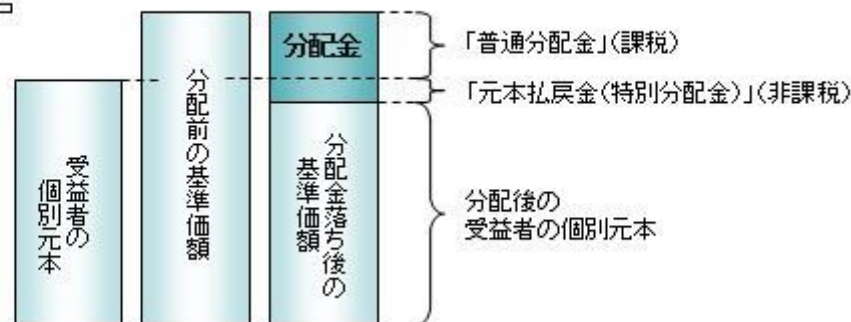 受益者の
個別元本
分配前の基準価額
分配金
分配金落ち後の
基準価額
「普通分配金」(課税)
「元本払戻金(特別分配金)」(非課税)
分配後の
受益者の個別元本